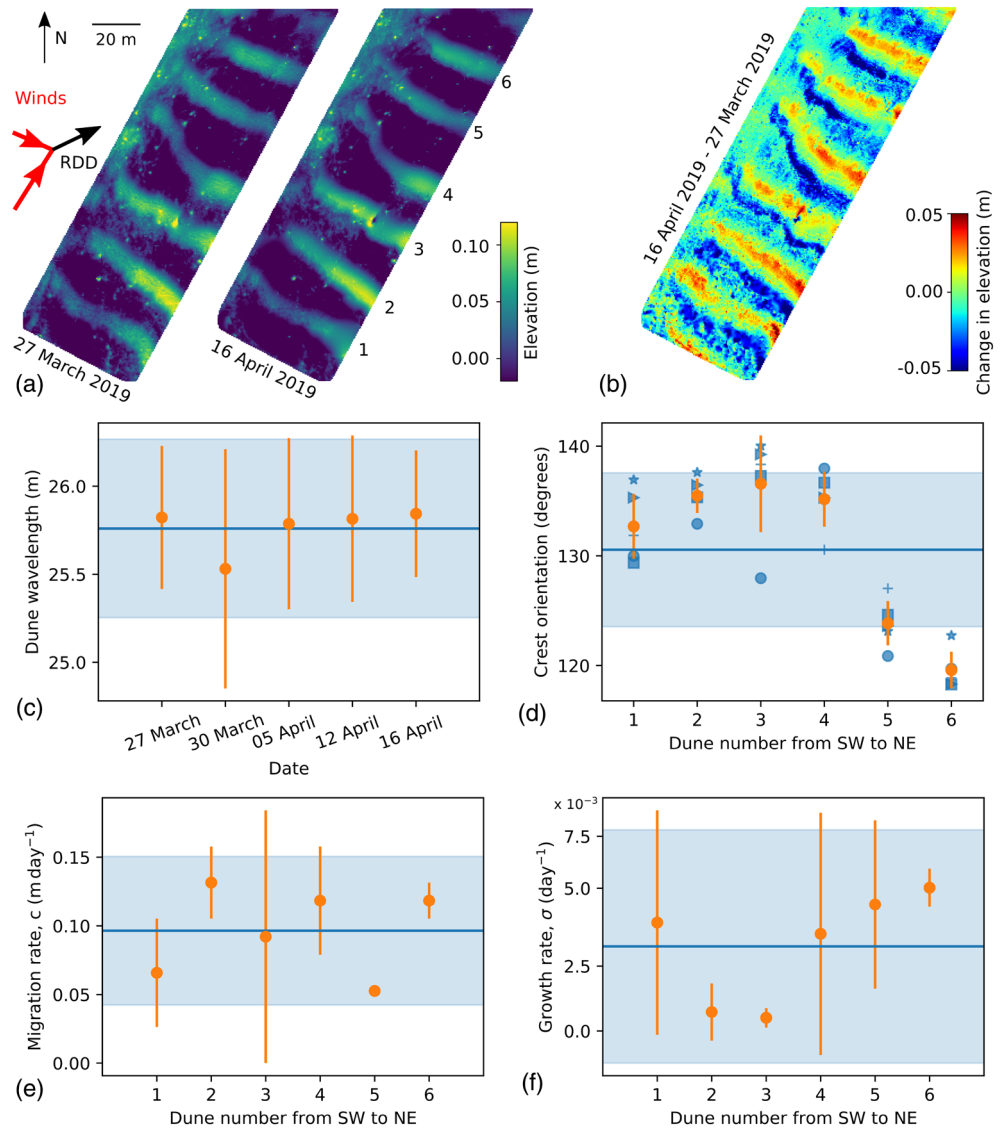 N
20 m
Winds
RDD
6
5
4
3
2
1
0.10
0.05
0.00
Elevation (m)
27 March 2019
16 April 2019
(a)
16 April 2019 - 27 March 2019
0.05
0.00
-0.05
Change in elevation (m)
(b)
26.0
25.5
25.0
Dune wavelength (m)
27 March
30 March
05 April
12 April
16 April
Date
(c)
140
130
120
Crest orientation (degrees)
1 2 3 4 5 6
Dune number from SW to NE
(d)
0.15
0.10
0.05
0.00
Migration rate, c (m day⁻¹)
1 2 3 4 5 6
Dune number from SW to NE
(e)
x 10⁻³
7.5
5.0
2.5
0.0
Growth rate, σ (day⁻¹)
1 2 3 4 5 6
Dune number from SW to NE
(f)